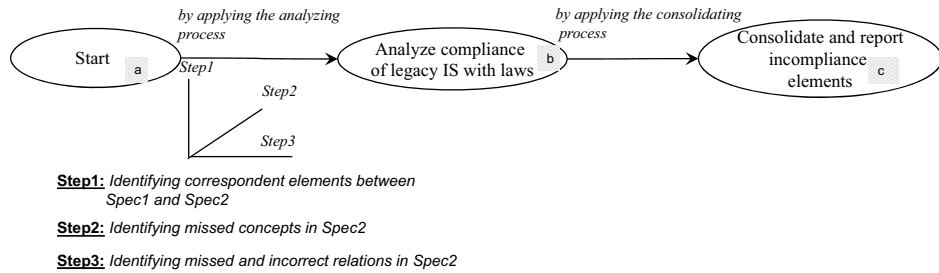 by applying the analyzing
process
by applying the consolidating
process
Start
a
Analyze compliance
of legacy IS with laws
b
Consolidate and report
incompliance
elements
c
Step1
Step2
Step3
Step1: Identifying correspondent elements between
Spec1 and Spec2
Step2: Identifying missed concepts in Spec2
Step3: Identifying missed and incorrect relations in Spec2